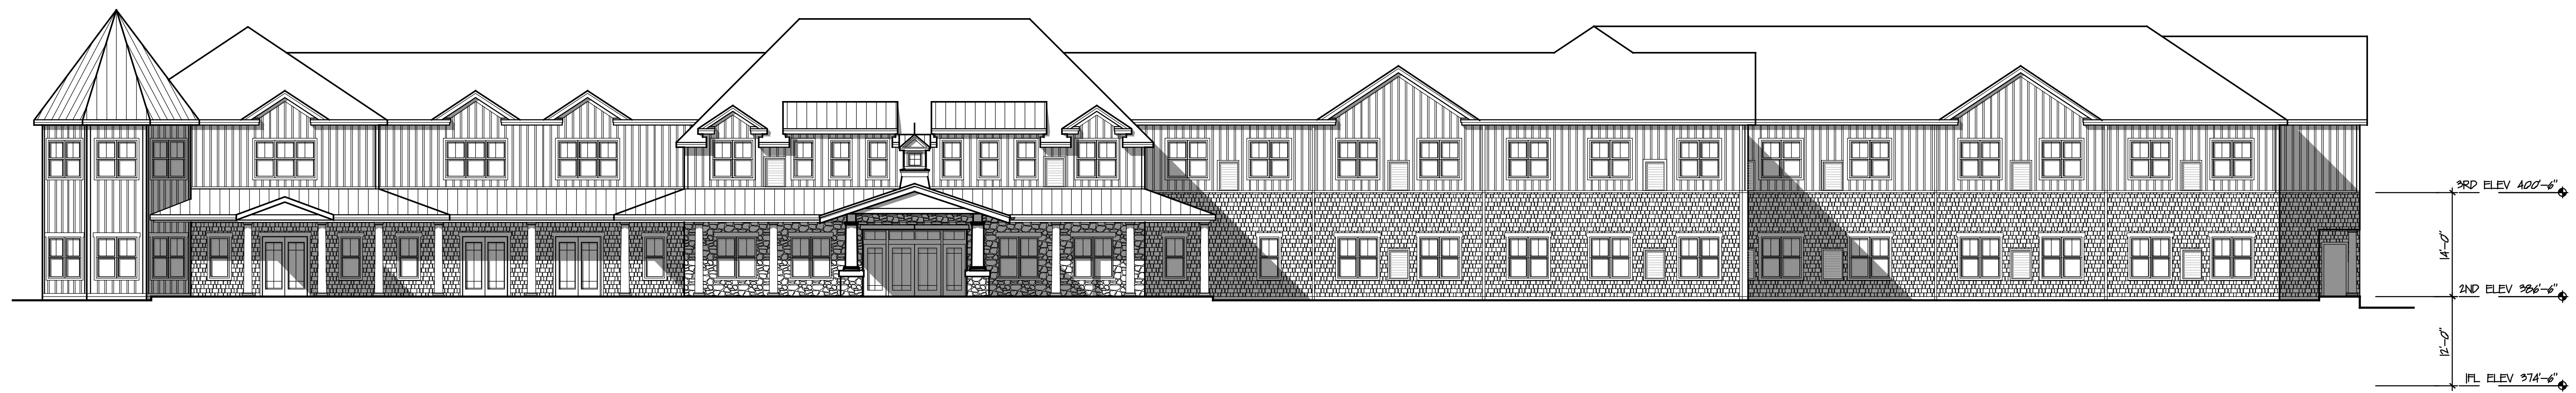 3RD ELEV 400'-6"
14'-0"
2ND ELEV 386'-6"
12'-0"
1FL ELEV 374'-6"